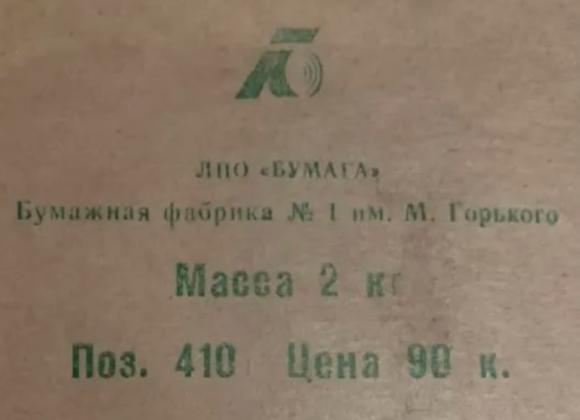 ЛПО «БУМАГА»
Бумажная фабрика № 1 им. М. Горького
Масса 2 кг
Поз. 410 Цена 90 к.